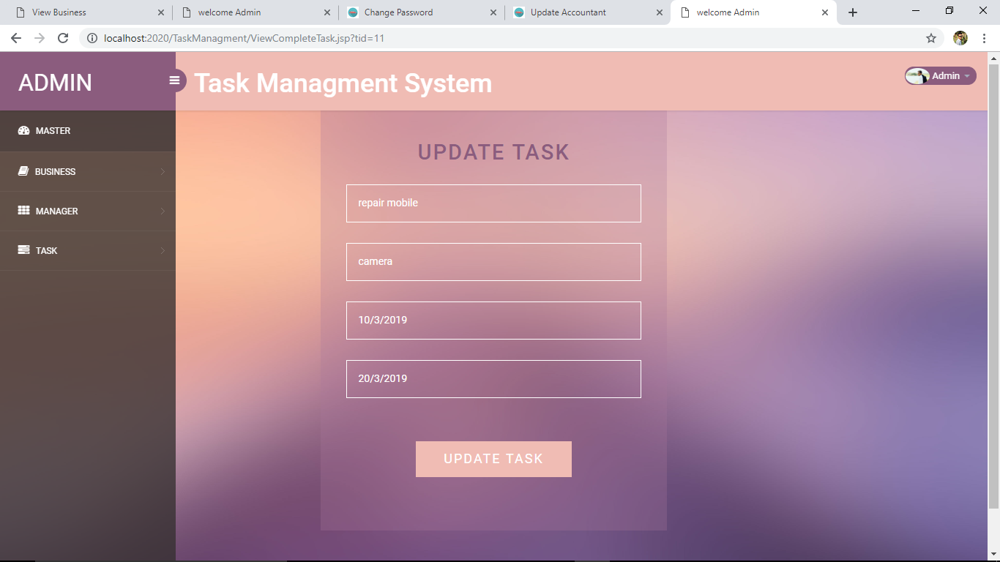 View Business
welcome Admin
Change Password
Update Accountant
welcome Admin
localhost:2020/TaskManagment/ViewCompleteTask.jsp?tid=11
ADMIN
Task Managment System
Admin
MASTER
BUSINESS
MANAGER
TASK
UPDATE TASK
repair mobile
camera
10/3/2019
20/3/2019
UPDATE TASK